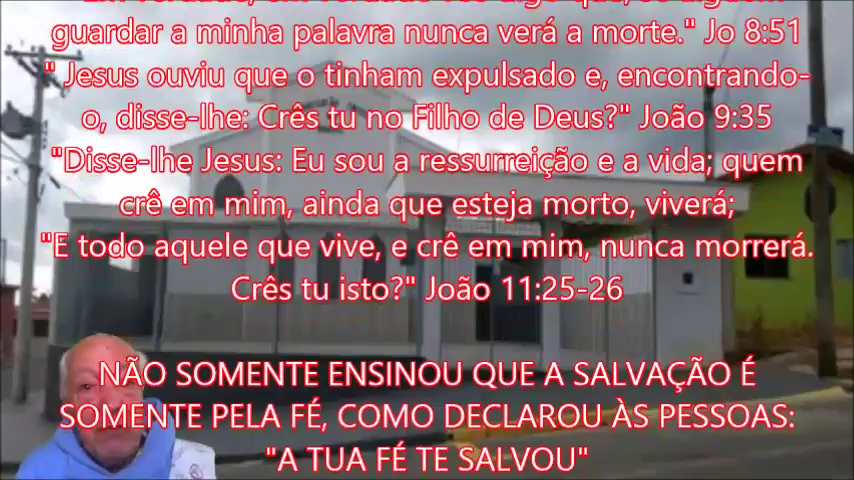 guardar a minha palavra nunca verá a morte." Jo 8:51
" Jesus ouviu que o tinham expulsado e, encontrando-
o, disse-lhe: Crês tu no Filho de Deus?" João 9:35
"Disse-lhe Jesus: Eu sou a ressurreição e a vida; quem
crê em mim, ainda que esteja morto, viverá;
"E todo aquele que vive, e crê em mim, nunca morrerá.
Crês tu isto?" João 11:25-26
NÃO SOMENTE ENSINOU QUE A SALVAÇÃO É
SOMENTE PELA FÉ, COMO DECLAROU ÀS PESSOAS:
"A TUA FÉ TE SALVOU"